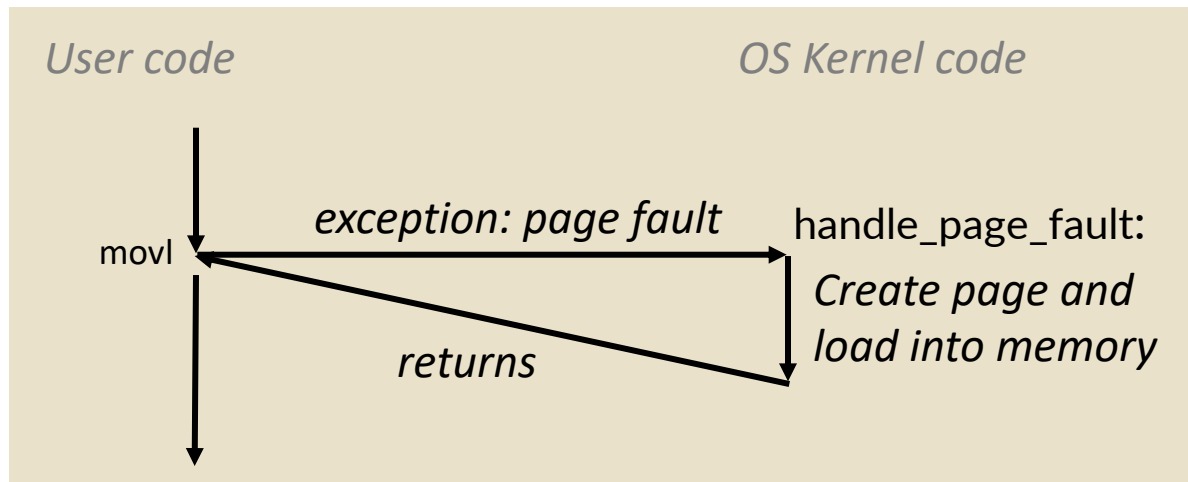 User code
OS Kernel code
exception: page fault
handle_page_fault:
movl
Create page and
load into memory
returns